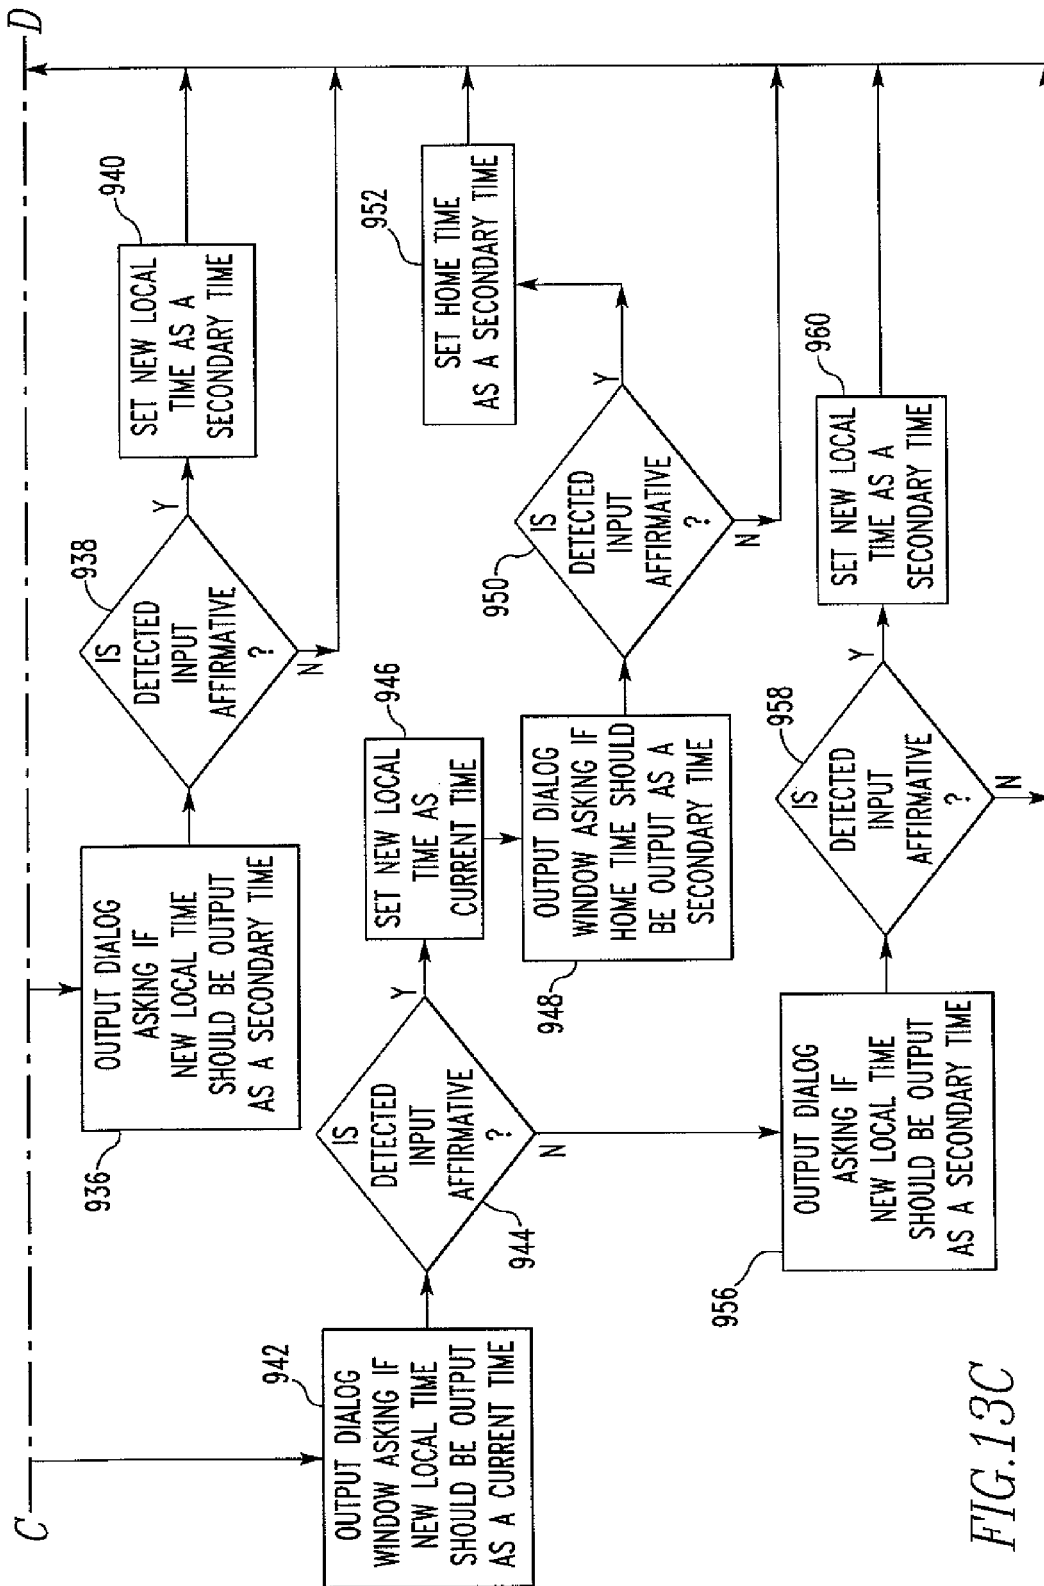 C
D
OUTPUT DIALOG
ASKING IF
NEW LOCAL TIME
SHOULD BE OUTPUT
AS A SECONDARY TIME
936
IS
DETECTED
INPUT
AFFIRMATIVE
?
938
Y
N
SET NEW LOCAL
TIME AS A
SECONDARY TIME
940
OUTPUT DIALOG
WINDOW ASKING IF
NEW LOCAL TIME
SHOULD BE OUTPUT
AS A CURRENT TIME
942
IS
DETECTED
INPUT
AFFIRMATIVE
?
944
Y
N
SET NEW LOCAL
TIME AS
CURRENT TIME
946
OUTPUT DIALOG
WINDOW ASKING IF
HOME TIME SHOULD
BE OUTPUT AS A
SECONDARY TIME
948
IS
DETECTED
INPUT
AFFIRMATIVE
?
950
Y
N
SET HOME TIME
AS A SECONDARY TIME
952
OUTPUT DIALOG
ASKING IF
NEW LOCAL TIME
SHOULD BE OUTPUT
AS A SECONDARY TIME
956
IS
DETECTED
INPUT
AFFIRMATIVE
?
958
Y
N
SET NEW LOCAL
TIME AS A
SECONDARY TIME
960
FIG.13C